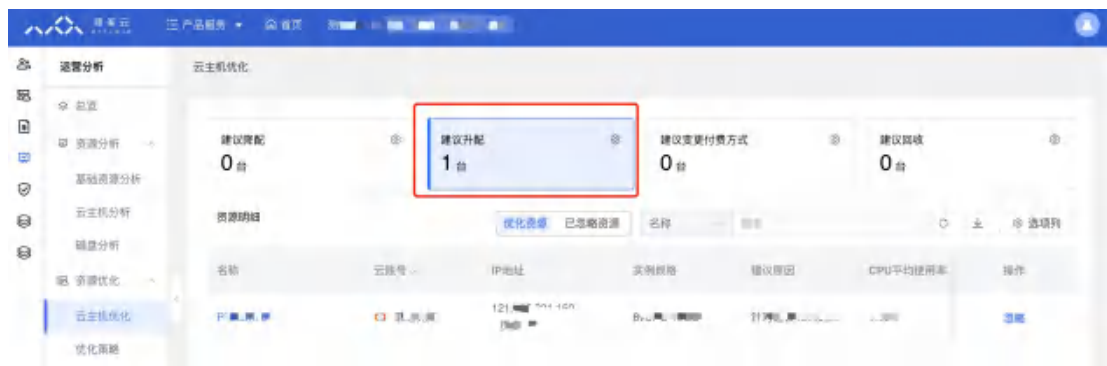 产品服务 首页
运营分析
云主机优化
总览
资源分析
基础资源分析
云主机分析
磁盘分析
资源优化
云主机优化
优化策略
建议降配
0 台
建议升配
1 台
建议变更付费方式
0 台
建议回收
0 台
资源明细
优化资源 已忽略资源 名称 搜索 选项列
名称 云账号 IP地址 实例规格 建议原因 CPU平均使用率 操作
忽略